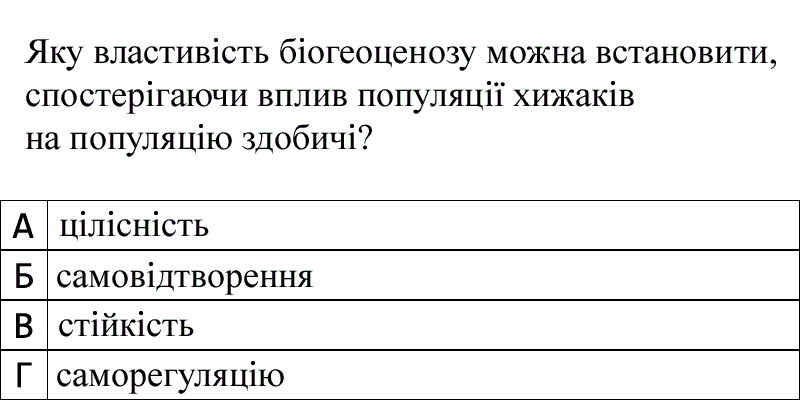 Яку властивість біогеоценозу можна встановити,
спостерігаючи вплив популяції хижаків
на популяцію здобичі?
А цілісність
Б самовідтворення
В стійкість
Г саморегуляцію